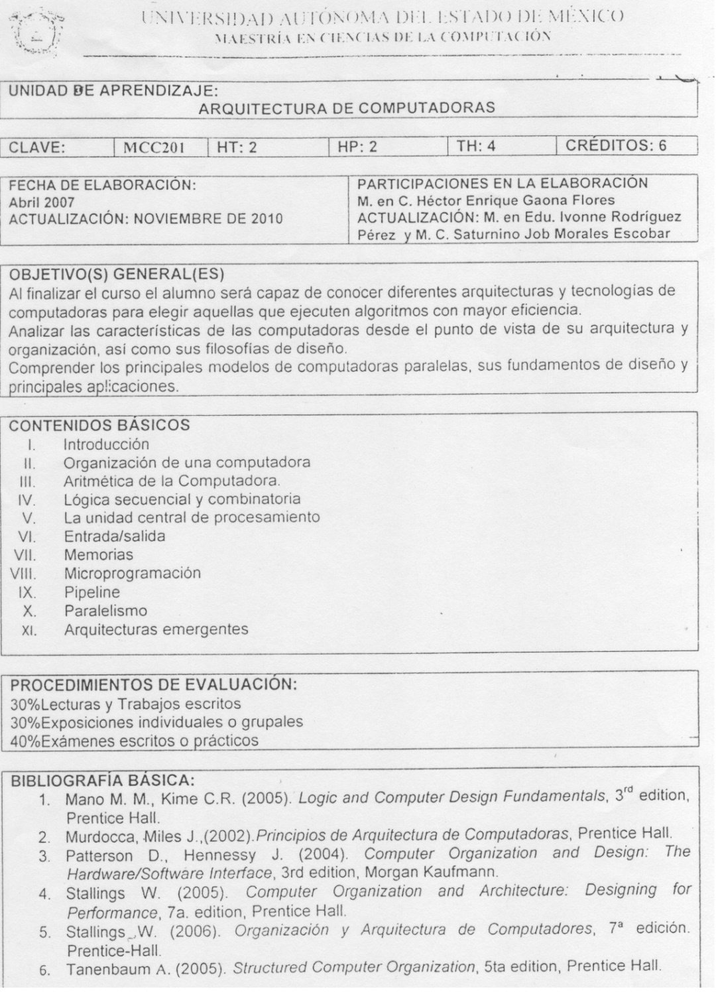 UNIVERSIDAD AUTÓNOMA DEL ESTADO DE MÉXICO
MAESTRÍA EN CIENCIAS DE LA COMPUTACIÓN
UNIDAD DE APRENDIZAJE:
ARQUITECTURA DE COMPUTADORAS
CLAVE: MCC201 HT: 2 HP: 2 TH: 4 CRÉDITOS: 6
FECHA DE ELABORACIÓN:
Abril 2007
ACTUALIZACIÓN: NOVIEMBRE DE 2010
PARTICIPACIONES EN LA ELABORACIÓN
M. en C. Héctor Enrique Gaona Flores
ACTUALIZACIÓN: M. en Edu. Ivonne Rodríguez
Pérez y M. C. Saturnino Job Morales Escobar
OBJETIVO(S) GENERAL(ES)
Al finalizar el curso el alumno será capaz de conocer diferentes arquitecturas y tecnologías de
computadoras para elegir aquellas que ejecuten algoritmos con mayor eficiencia.
Analizar las características de las computadoras desde el punto de vista de su arquitectura y
organización, así como sus filosofías de diseño.
Comprender los principales modelos de computadoras paralelas, sus fundamentos de diseño y
principales aplicaciones.
CONTENIDOS BÁSICOS
I. Introducción
II. Organización de una computadora
III. Aritmética de la Computadora.
IV. Lógica secuencial y combinatoria
V. La unidad central de procesamiento
VI. Entrada/salida
VII. Memorias
VIII. Microprogramación
IX. Pipeline
X. Paralelismo
XI. Arquitecturas emergentes
PROCEDIMIENTOS DE EVALUACIÓN:
30%Lecturas y Trabajos escritos
30%Exposiciones individuales o grupales
40%Exámenes escritos o prácticos
BIBLIOGRAFÍA BÁSICA:
1. Mano M. M., Kime C.R. (2005). Logic and Computer Design Fundamentals, 3rd edition,
Prentice Hall.
2. Murdocca, Miles J.,(2002).Principios de Arquitectura de Computadoras, Prentice Hall.
3. Patterson D., Hennessy J. (2004). Computer Organization and Design: The
Hardware/Software Interface, 3rd edition, Morgan Kaufmann.
4. Stallings W. (2005). Computer Organization and Architecture: Designing for
Performance, 7a. edition, Prentice Hall.
5. Stallings W. (2006). Organización y Arquitectura de Computadores, 7ª edición.
Prentice-Hall.
6. Tanenbaum A. (2005). Structured Computer Organization, 5ta edition, Prentice Hall.